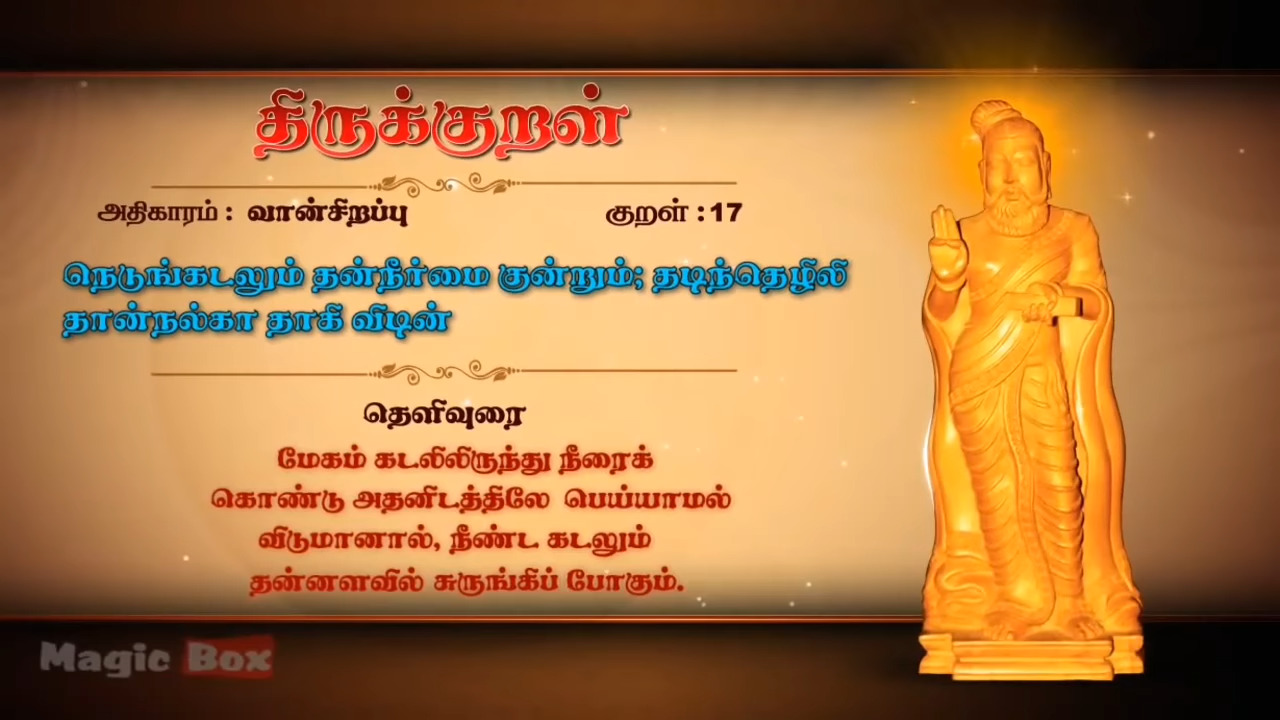 திருக்குறள்
அதிகாரம் : வான்சிறப்பு குறள் : 17
நெடுங்கடலும் தன்நீர்மை குன்றும்; தடிந்தெழிலி
தான்நல்கா தாகி விடின்
தெளிவுரை
மேகம் கடலிலிருந்து நீரைக்
கொண்டு அதனிடத்திலே பெய்யாமல்
விடுமானால், நீண்ட கடலும்
தன்னளவில் சுருங்கிப் போகும்.
Magic Box